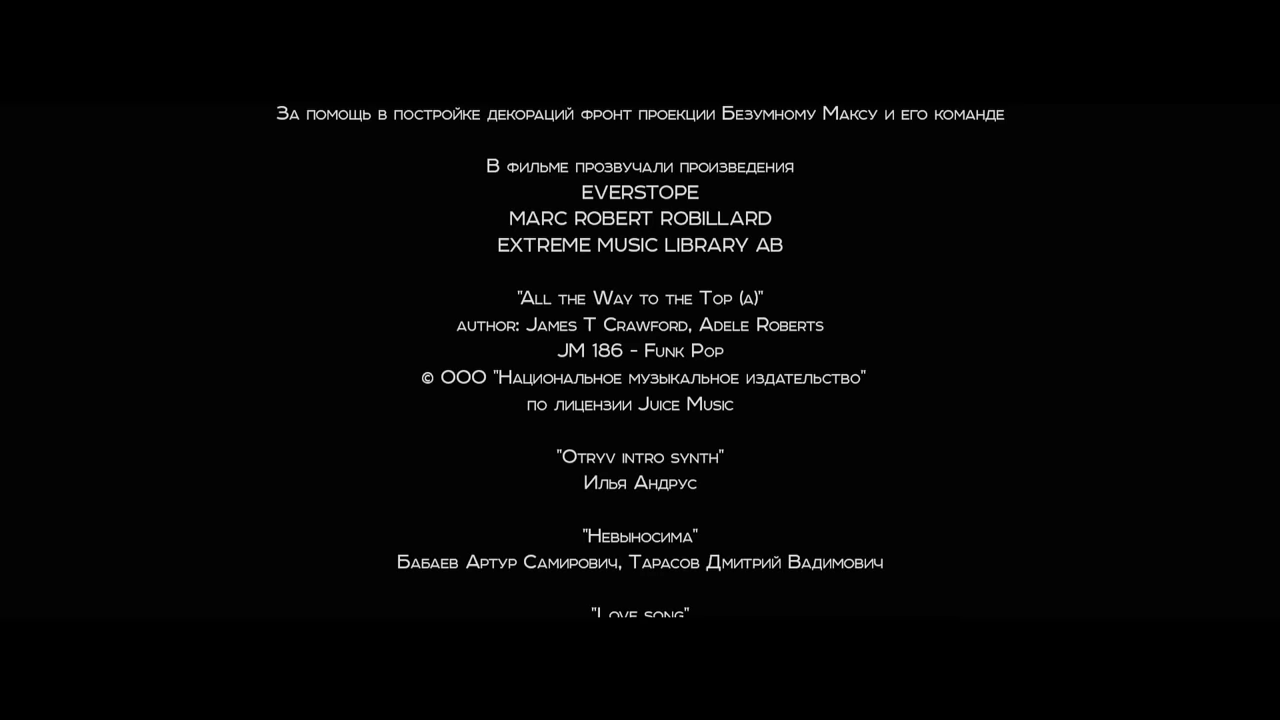 За помощь в постройке декораций фронт проекции Безумному Максу и его команде
В фильме прозвучали произведения
EVERSTOPE
MARC ROBERT ROBILLARD
EXTREME MUSIC LIBRARY AB
"All the Way to the Top (a)"
author: James T Crawford, Adele Roberts
JM 186 - Funk Pop
© ООО "Национальное музыкальное издательство"
по лицензии Juice Music
"Otryv intro synth"
Илья Андрус
"Невыносима"
Бабаев Артур Самирович, Тарасов Дмитрий Вадимович
"Love song"